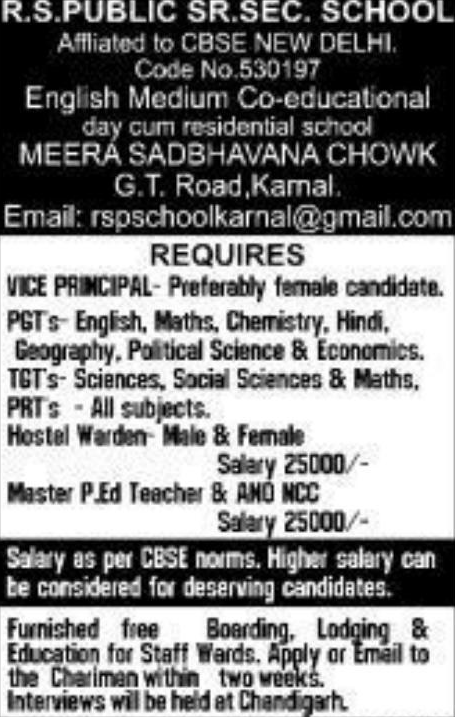 R.S.PUBLIC SR.SEC. SCHOOL
Affliated to CBSE NEW DELHI.
Code No.530197
English Medium Co-educational
day cum residential school
MEERA SADBHAVANA CHOWK
G.T. Road,Karnal.
Email: rspschoolkarnal@gmail.com
REQUIRES
VICE PRINCIPAL- Preferably female candidate.
PGT's- English, Maths, Chemistry, Hindi,
Geography, Political Science & Economics.
TGT's- Sciences, Social Sciences & Maths,
PRT's - All subjects.
Hostel Warden- Male & Female
Salary 25000/-
Master P.Ed Teacher & ANO NCC
Salary 25000/-
Salary as per CBSE norms. Higher salary can
be considered for deserving candidates.
Furnished free Boarding, Lodging &
Education for Staff Wards. Apply or Email to
the Chariman within two weeks.
Interviews will be held at Chandigarh.